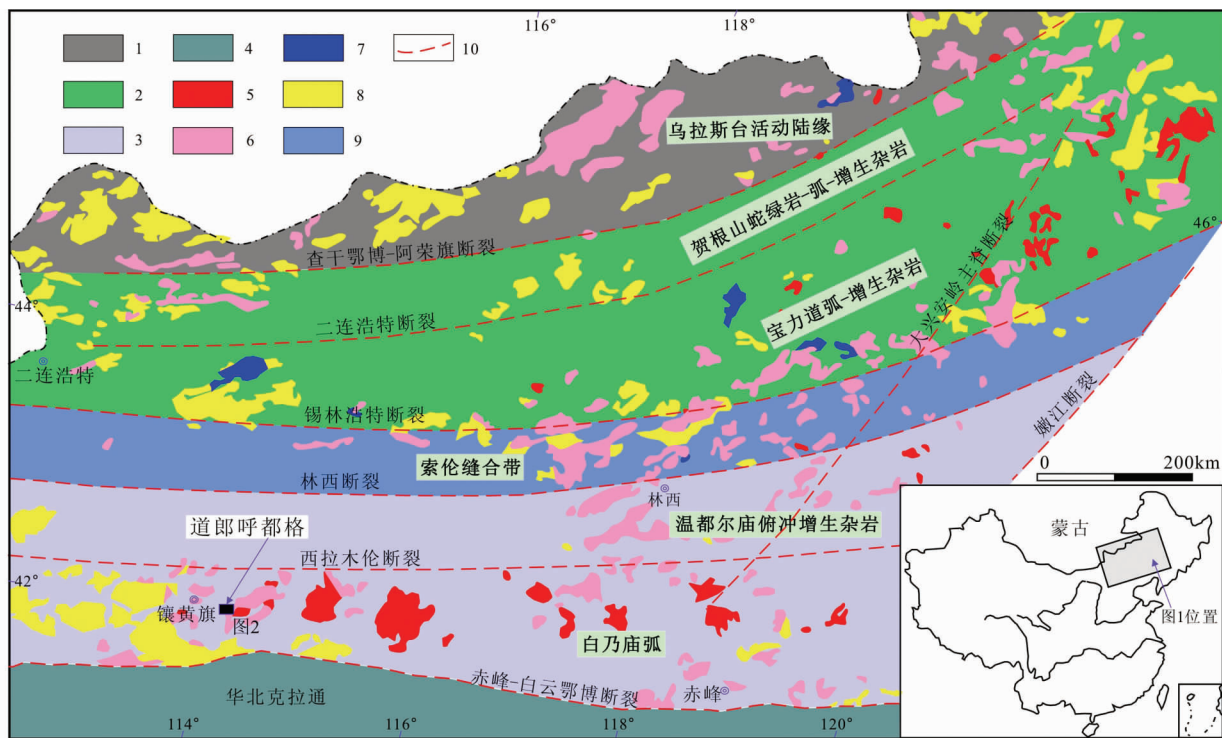 116°
118°
1
4
7
10
2
5
8
3
6
9
乌拉斯台活动陆缘
贺根山蛇绿岩-弧-增生杂岩
46°
查干鄂博-阿荣旗断裂
大兴安岭主脊断裂
44°
宝力道弧-增生杂岩
二连浩特断裂
二连浩特
嫩江断裂
锡林浩特断裂
0
200km
索伦缝合带
林西断裂
林西
蒙古
道郎呼都格
温都尔庙俯冲增生杂岩
西拉木伦断裂
42°
镶黄旗
图2
图1位置
白乃庙弧
赤峰-白云鄂博断裂
赤峰
华北克拉通
114°
116°
118°
120°